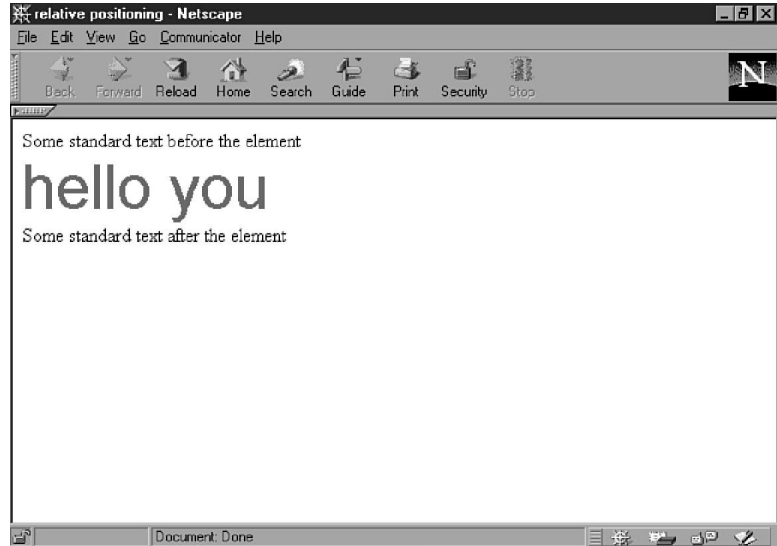 relative positioning - Netscape
File Edit View Go Communicator Help
Back Forward Reload Home Search Guide Print Security Stop
N
Some standard text before the element
hello you
Some standard text after the element
Document: Done